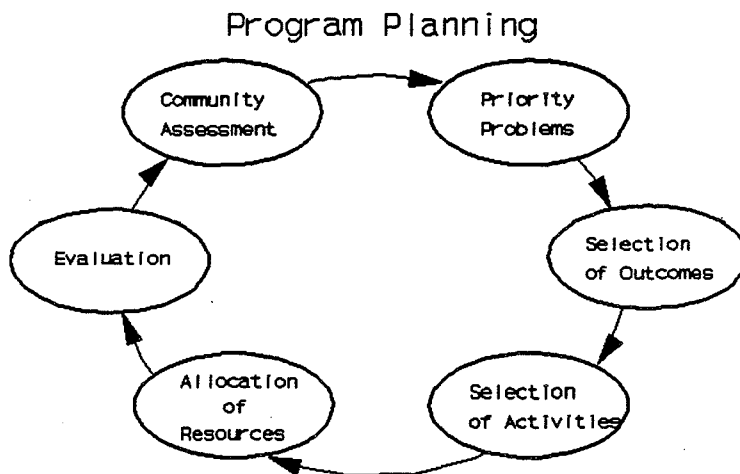 Program Planning
Community
Assessment
Priority
Problems
Selection
of Outcomes
Selection
of Activities
Allocation
of
Resources
Evaluation